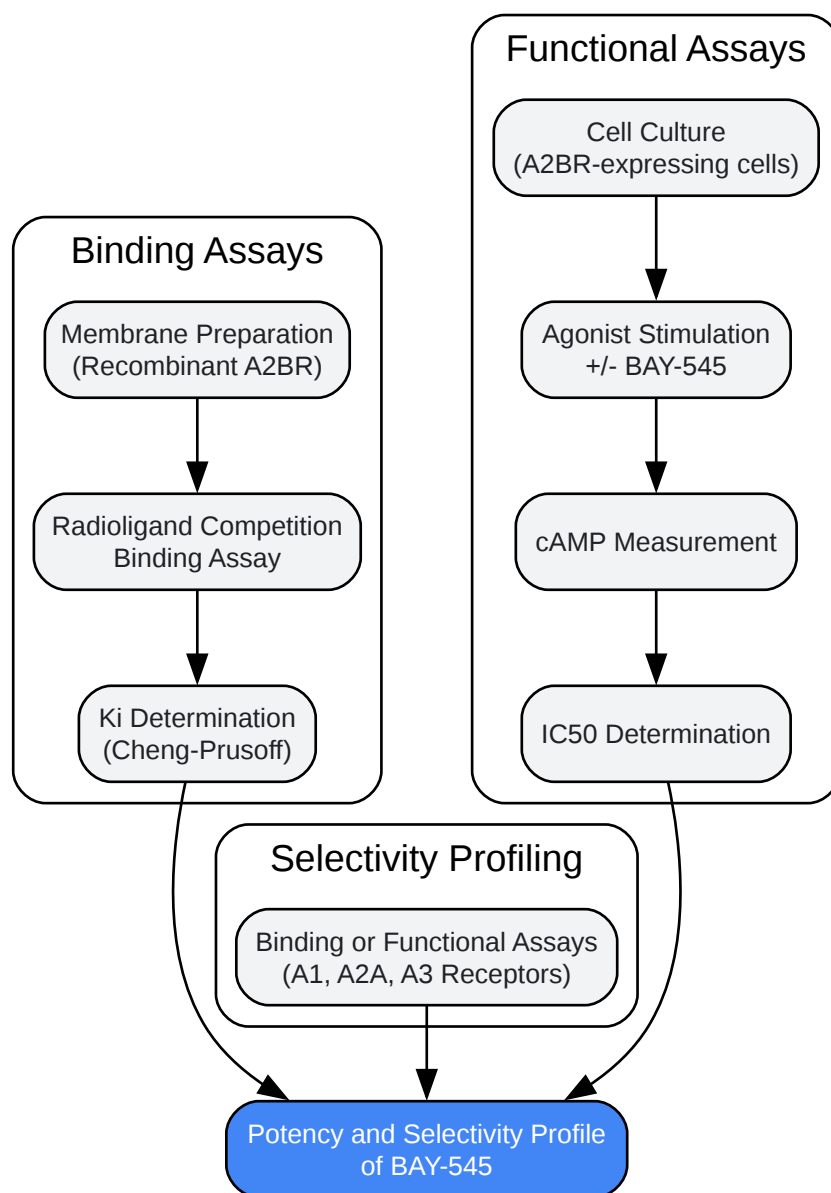 Functional Assays
Cell Culture
(A2BR-expressing cells)
Agonist Stimulation
+/- BAY-545
cAMP Measurement
IC50 Determination
Binding Assays
Membrane Preparation
(Recombinant A2BR)
Radioligand Competition
Binding Assay
Ki Determination
(Cheng-Prusoff)
Selectivity Profiling
Binding or Functional Assays
(A1, A2A, A3 Receptors)
Potency and Selectivity Profile
of BAY-545